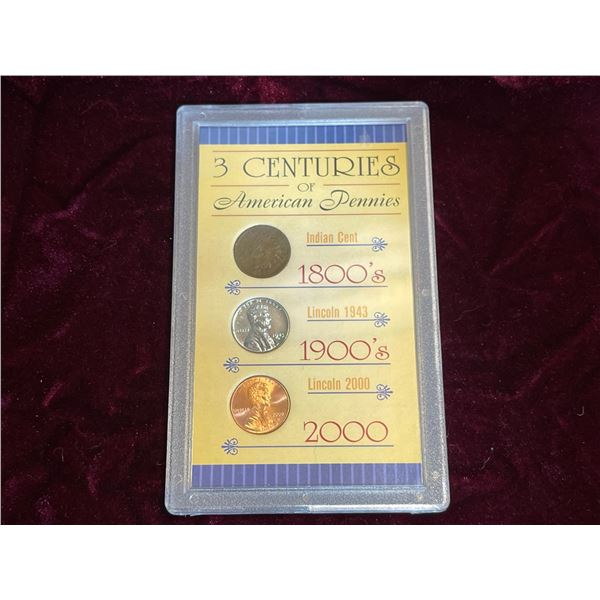 3 CENTURIES
OF
American Pennies
Indian Cent
1800's
Lincoln 1943
1900's
Lincoln 2000
2000